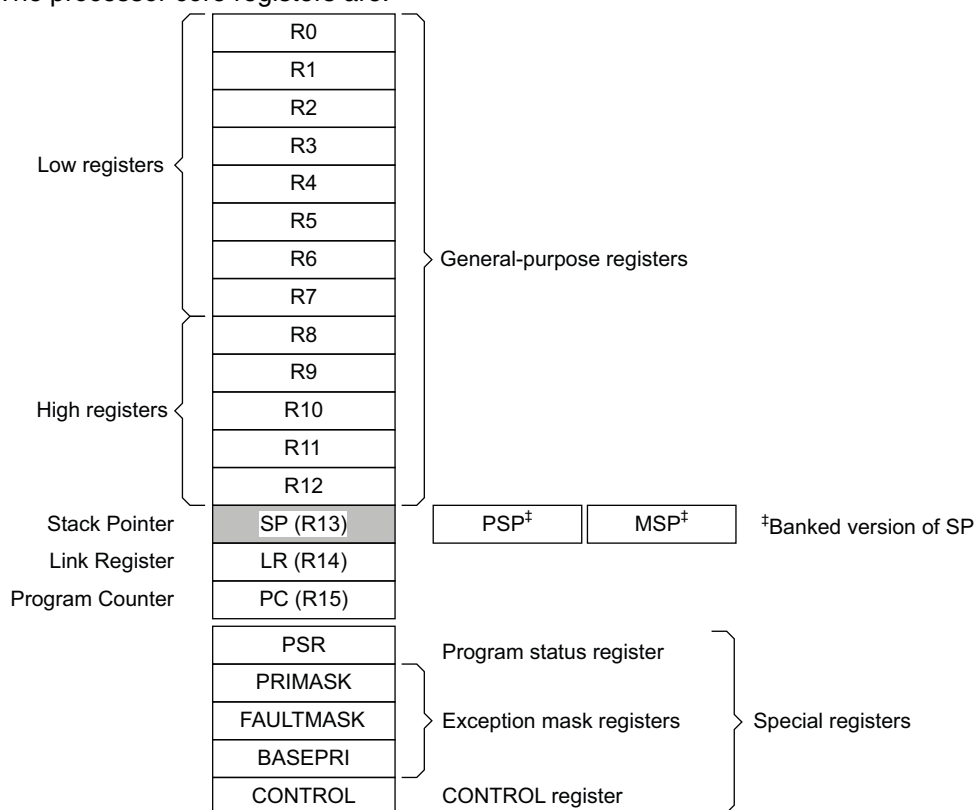 The processor core registers are:
R0
R1
R2
R3
Low registers
R4
R5
R6
General-purpose registers
R7
R8
R9
High registers
R10
R11
R12
Stack Pointer SP (R13) PSP‡ MSP‡ ‡Banked version of SP
Link Register LR (R14)
Program Counter PC (R15)
PSR Program status register
PRIMASK
FAULTMASK Exception mask registers Special registers
BASEPRI
CONTROL CONTROL register